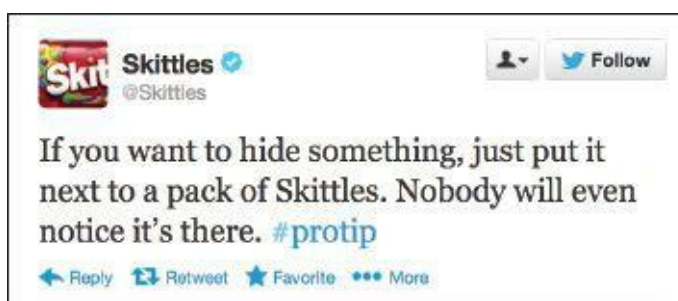 Skit
Skittles
@Skittles
Follow
If you want to hide something, just put it
next to a pack of Skittles. Nobody will even
notice it's there. #protip
Reply Retweet Favorite More